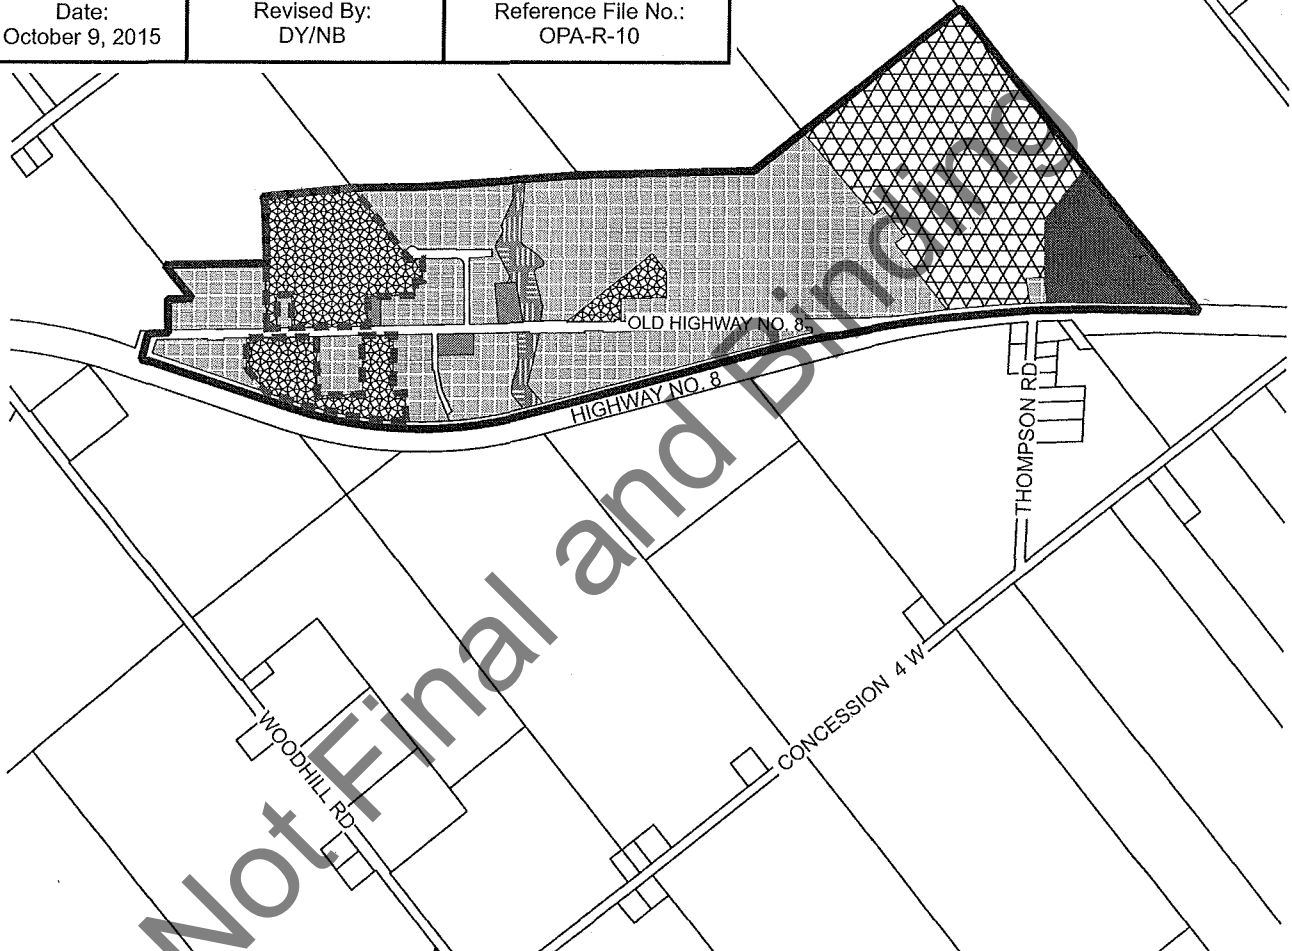 Date:
October 9, 2015
Revised By:
DY/NB
Reference File No.:
OPA-R-10
OLD HIGHWAY NO. 8
HIGHWAY NO. 8
THOMPSON RD
CONCESSION 4 W
WOODHILL RD
Not Final and Binding